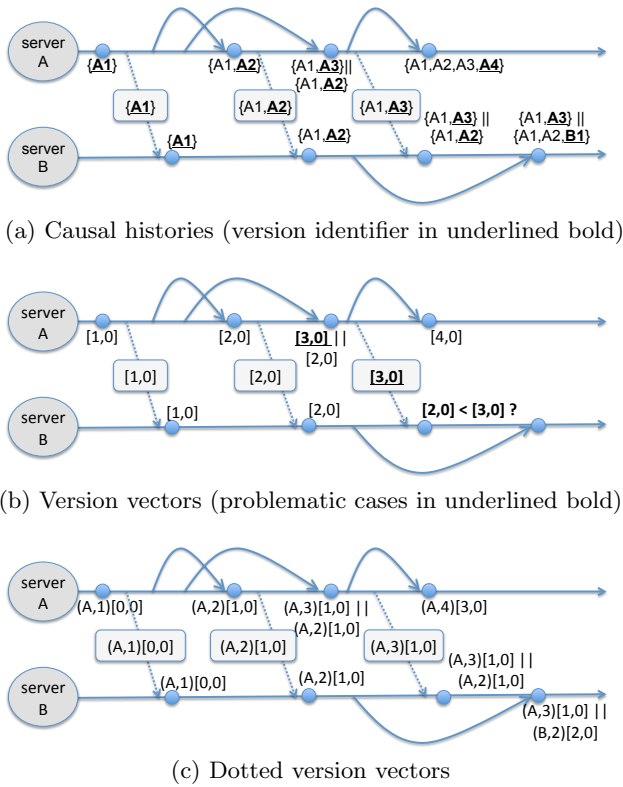 server
A
{A1}
{A1,A2}
{A1,A3}||
{A1,A2}
{A1,A2,A3,A4}
{A1}
{A1,A2}
{A1,A3}
server
B
{A1}
{A1,A2}
{A1,A3} ||
{A1,A2}
{A1,A3} ||
{A1,A2,B1}
(a) Causal histories (version identifier in underlined bold)
server
A
[1,0]
[2,0]
[3,0] ||
[2,0]
[4,0]
[1,0]
[2,0]
[3,0]
server
B
[1,0]
[2,0]
[2,0] < [3,0] ?
(b) Version vectors (problematic cases in underlined bold)
server
A
(A,1)[0,0]
(A,2)[1,0]
(A,3)[1,0] ||
(A,2)[1,0]
(A,4)[3,0]
(A,1)[0,0]
(A,2)[1,0]
(A,3)[1,0]
server
B
(A,1)[0,0]
(A,2)[1,0]
(A,3)[1,0] ||
(A,2)[1,0]
(A,3)[1,0] ||
(B,2)[2,0]
(c) Dotted version vectors